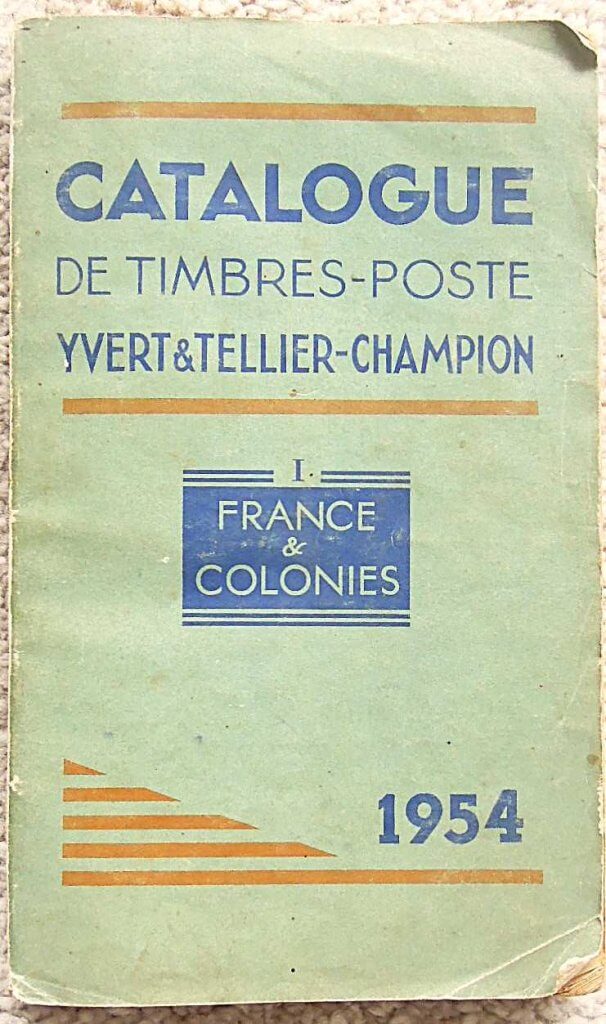 CATALOGUE
DE TIMBRES-POSTE
YVERT & TELLIER-CHAMPION
I
FRANCE
&
COLONIES
1954